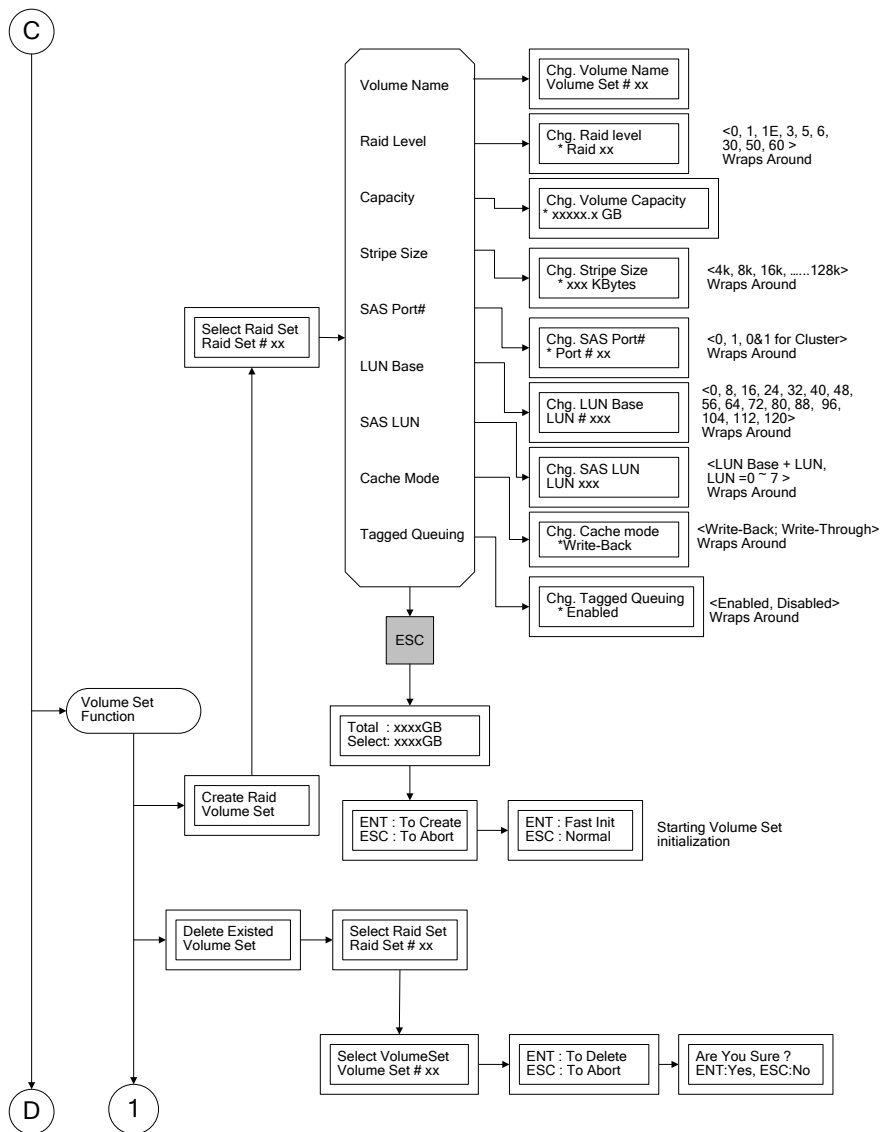 C
Volume Name
Raid Level
Capacity
Stripe Size
SAS Port#
LUN Base
SAS LUN
Cache Mode
Tagged Queuing
Chg. Volume Name
Volume Set # xx
Chg. Raid level
* Raid xx
<0, 1, 1E, 3, 5, 6,
30, 50, 60 >
Wraps Around
Chg. Volume Capacity
* xxxxx.x GB
Chg. Stripe Size
* xxx KBytes
<4k, 8k, 16k, …...128k>
Wraps Around
Chg. SAS Port#
* Port # xx
<0, 1, 0&1 for Cluster>
Wraps Around
Chg. LUN Base
LUN # xxx
<0, 8, 16, 24, 32, 40, 48,
56, 64, 72, 80, 88, 96,
104, 112, 120>
Wraps Around
Chg. SAS LUN
LUN xxx
<LUN Base + LUN,
LUN =0 ~ 7 >
Wraps Around
Chg. Cache mode
*Write-Back
<Write-Back; Write-Through>
Wraps Around
Chg. Tagged Queuing
* Enabled
<Enabled, Disabled>
Wraps Around
Select Raid Set
Raid Set # xx
ESC
Volume Set
Function
Total : xxxxGB
Select: xxxxGB
Create Raid
Volume Set
ENT : To Create
ESC : To Abort
ENT : Fast Init
ESC : Normal
Starting Volume Set
initialization
Delete Existed
Volume Set
Select Raid Set
Raid Set # xx
Select VolumeSet
Volume Set # xx
ENT : To Delete
ESC : To Abort
Are You Sure ?
ENT:Yes, ESC:No
D
1